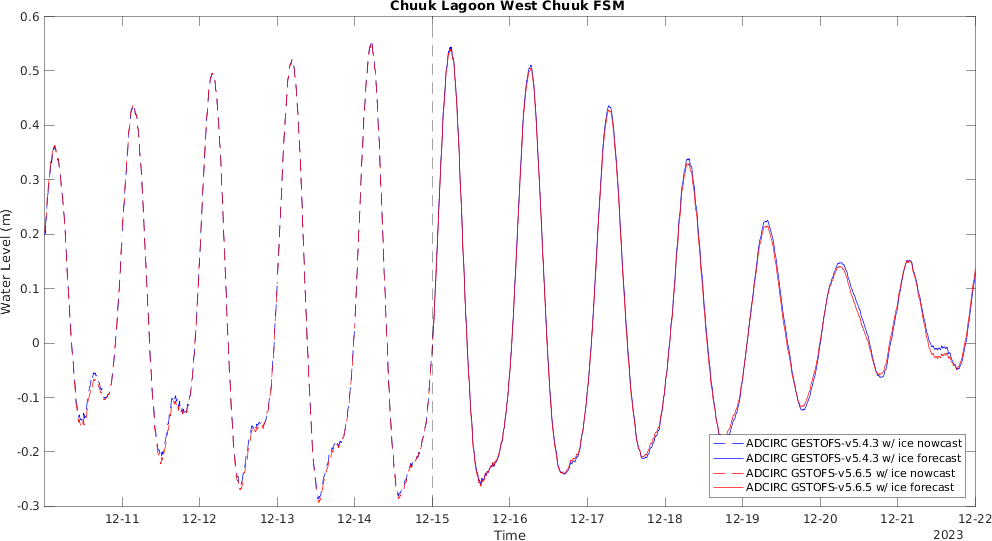 Chuuk Lagoon West Chuuk FSM
0.6
0.5
0.4
0.3
0.2
0.1
0
-0.1
-0.2
-0.3
Water Level (m)
ADCIRC GESTOFS-v5.4.3 w/ ice nowcast
ADCIRC GESTOFS-v5.4.3 w/ ice forecast
ADCIRC GSTOFS-v5.6.5 w/ ice nowcast
ADCIRC GSTOFS-v5.6.5 w/ ice forecast
12-11 12-12 12-13 12-14 12-15 12-16 12-17 12-18 12-19 12-20 12-21 12-22
Time
2023